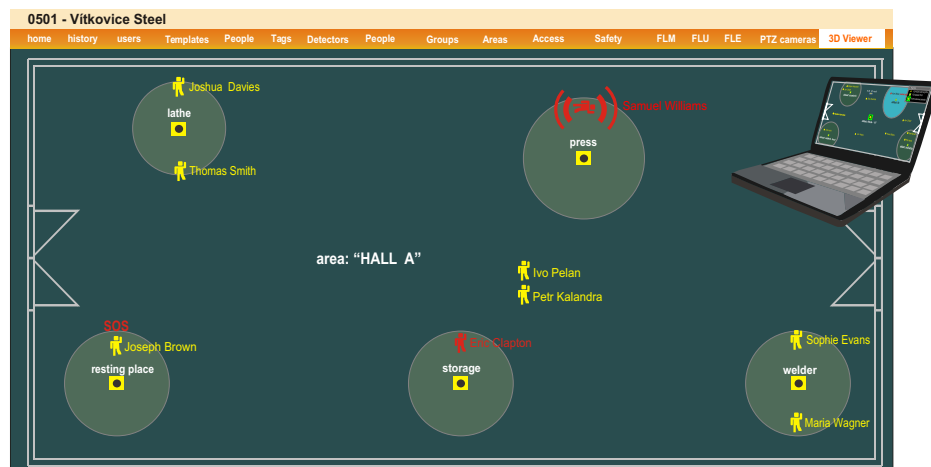 0501 - Vítkovice Steel
home history users Templates People Tags Detectors People Groups Areas Access Safety FLM FLU FLE PTZ cameras 3D Viewer
Joshua Davies
lathe
Thomas Smith
Samuel Williams
press
area: "HALL A"
Ivo Pelan
Petr Kalandra
SOS
Joseph Brown
resting place
Eric Clapton
storage
Sophie Evans
welder
Maria Wagner